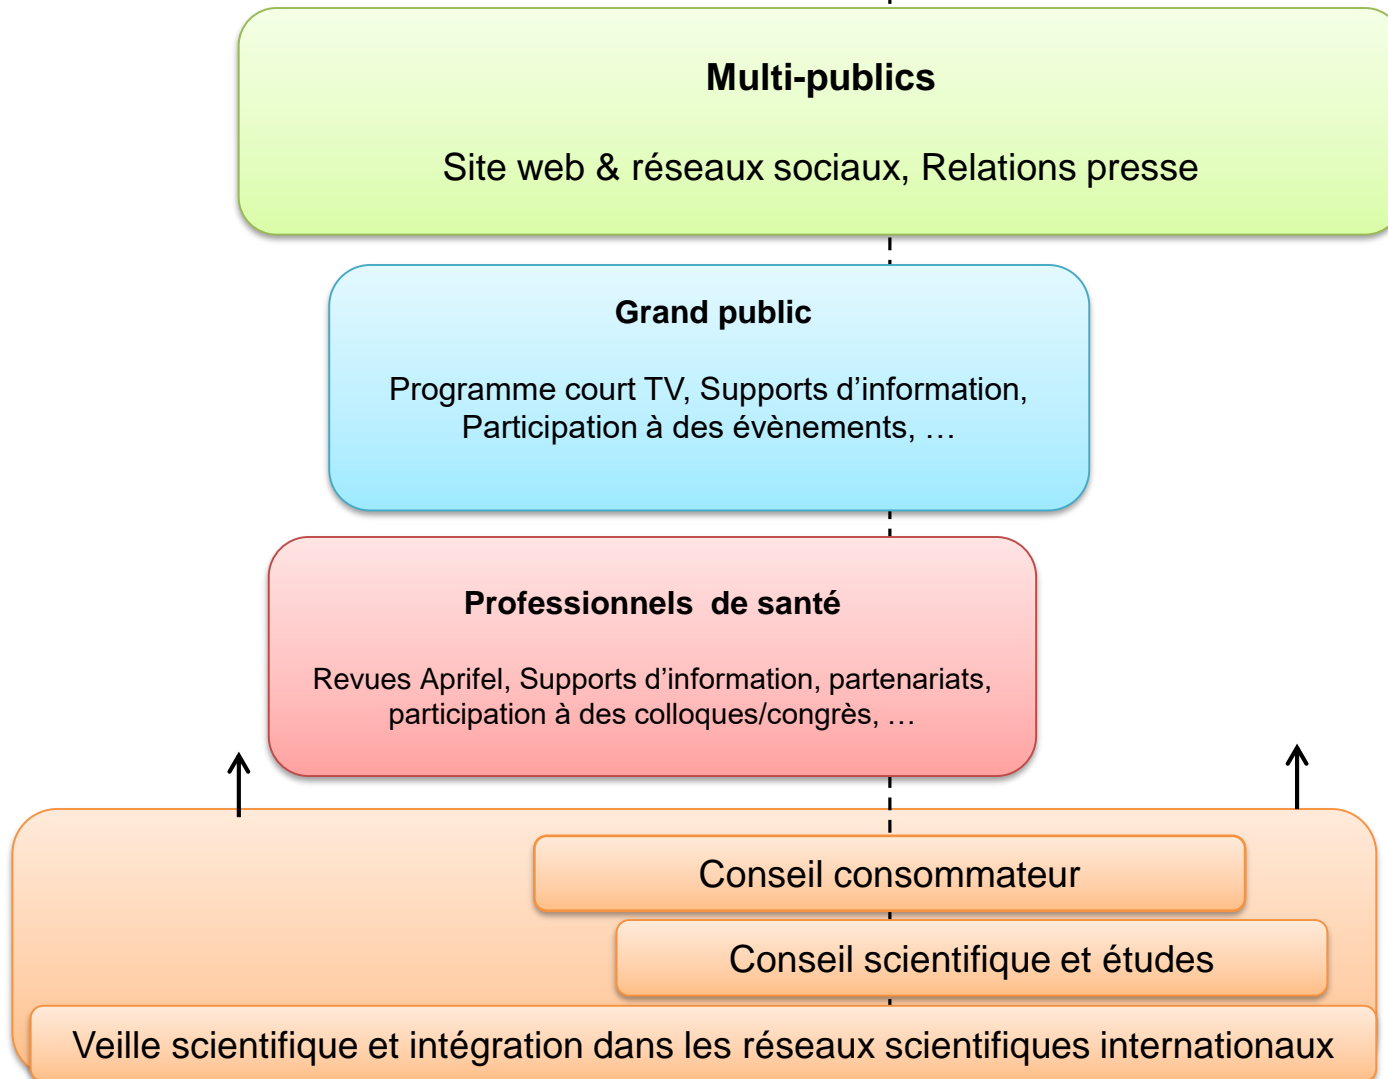 Multi-publics
Site web & réseaux sociaux, Relations presse
Grand public
Programme court TV, Supports d’information,
Participation à des évènements, …
Professionnels  de santé
Revues Aprifel, Supports d’information, partenariats,
participation à des colloques/congrès, …
Conseil consommateur
Conseil scientifique et études
Veille scientifique et intégration dans les réseaux scientifiques internationaux